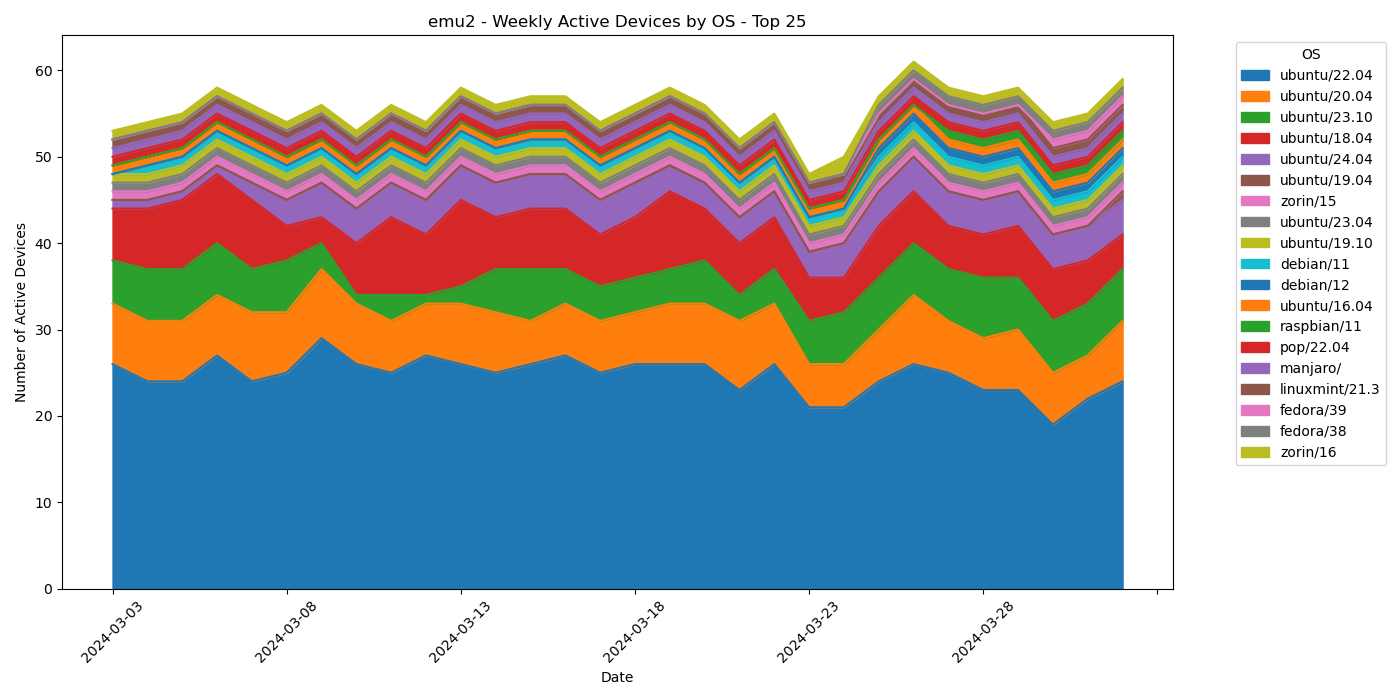 emu2 - Weekly Active Devices by OS - Top 25
60
50
40
30
20
10
0
Number of Active Devices
2024-03-03
2024-03-08
2024-03-13
2024-03-18
2024-03-23
2024-03-28
Date
OS
ubuntu/22.04
ubuntu/20.04
ubuntu/23.10
ubuntu/18.04
ubuntu/24.04
ubuntu/19.04
zorin/15
ubuntu/23.04
ubuntu/19.10
debian/11
debian/12
ubuntu/16.04
raspbian/11
pop/22.04
manjaro/
linuxmint/21.3
fedora/39
fedora/38
zorin/16